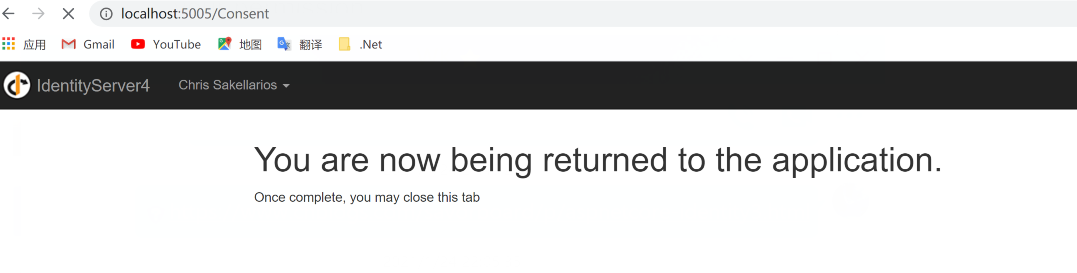 localhost:5005/Consent
应用 Gmail YouTube 地图 翻译 .Net
IdentityServer4 Chris Sakellarios
You are now being returned to the application.
Once complete, you may close this tab